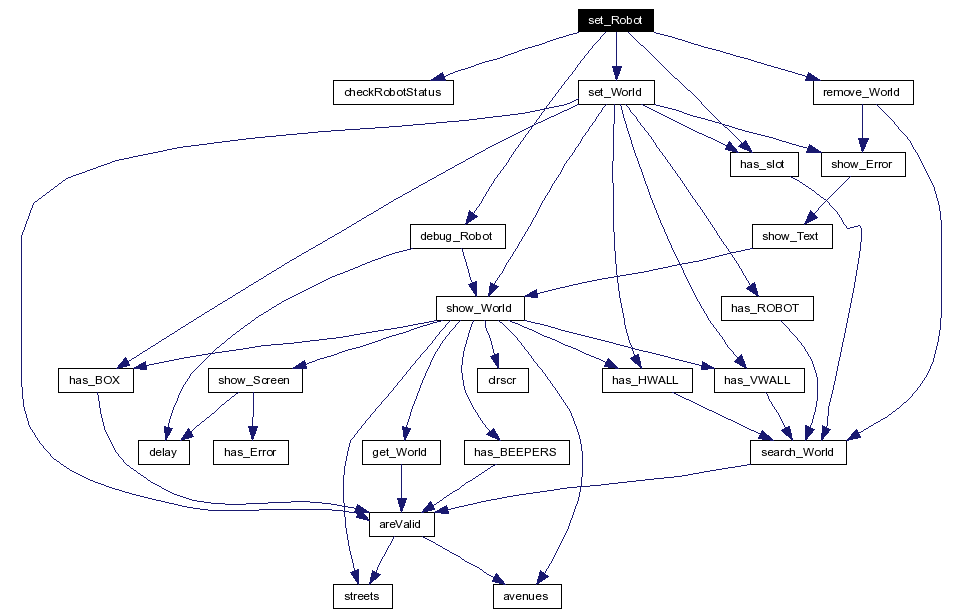 set_Robot
checkRobotStatus
set_World
remove_World
has_slot
show_Error
debug_Robot
show_Text
show_World
has_ROBOT
has_BOX
show_Screen
clrscr
has_HWALL
has_VWALL
delay
has_Error
get_World
has_BEEPERS
search_World
areValid
streets
avenues